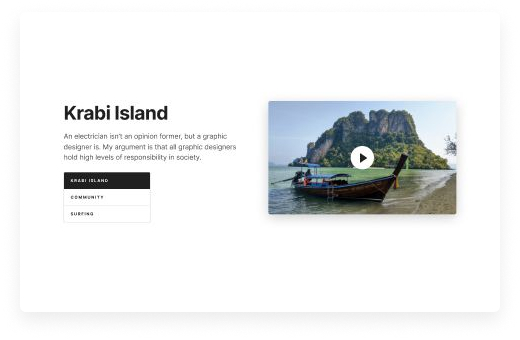 Krabi Island
An electrician isn't an opinion former, but a graphic
designer is. My argument is that all graphic designers
hold high levels of responsibility in society.
KRABI ISLAND
COMMUNITY
SURFING